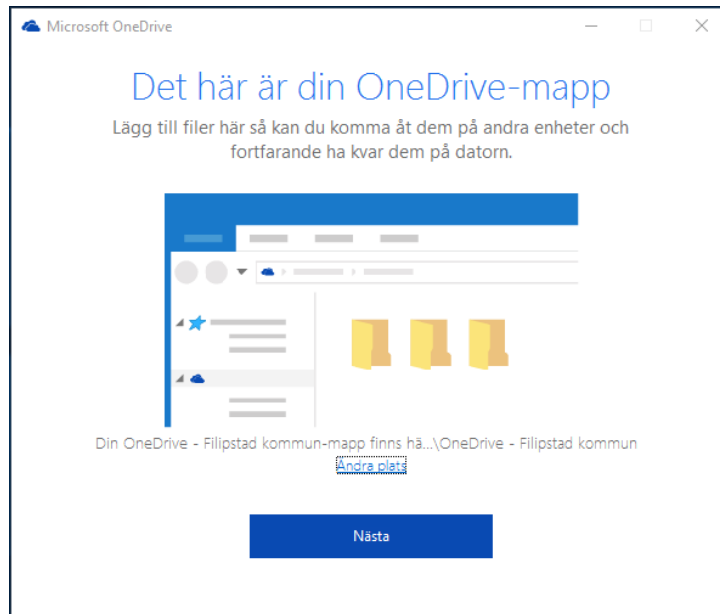 Microsoft OneDrive
Det här är din OneDrive-mapp
Lägg till filer här så kan du komma åt dem på andra enheter och
fortfarande ha kvar dem på datorn.
Din OneDrive - Filipstad kommun-mapp finns hä...\OneDrive - Filipstad kommun
Ändra plats
Nästa